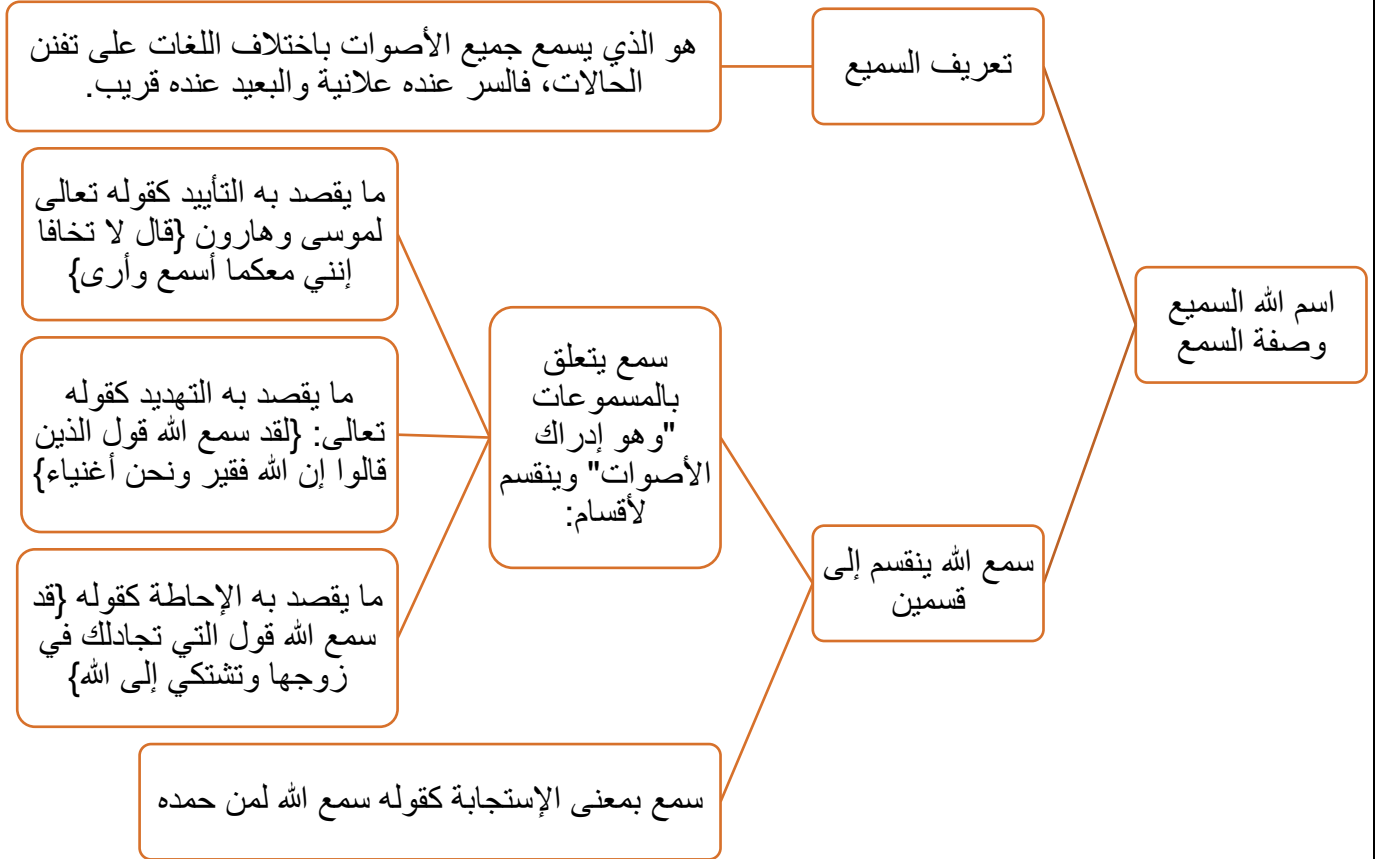 اسم الله السميع
وصفة السمع
تعريف السميع
هو الذي يسمع جميع الأصوات باختلاف اللغات على تفنن
الحالات، فالسر عنده علانية والبعيد عنده قريب.
سمع الله ينقسم إلى
قسمين
سمع يتعلق
بالمسموعات
"وهو إدراك
الأصوات" وينقسم
لأقسام:
ما يقصد به التأييد كقوله تعالى
لموسى وهارون {قال لا تخافا
إنني معكما أسمع وأرى}
ما يقصد به التهديد كقوله
تعالى: {لقد سمع الله قول الذين
قالوا إن الله فقير ونحن أغنياء}
ما يقصد به الإحاطة كقوله {قد
سمع الله قول التي تجادلك في
زوجها وتشتكي إلى الله}
سمع بمعنى الإستجابة كقوله سمع الله لمن حمده